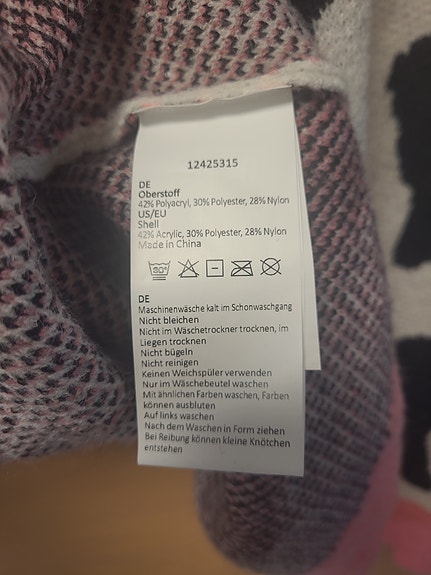 12425315
DE
Oberstoff
42% Polyacryl, 30% Polyester, 28% Nylon
US/EU
Shell
42% Acrylic, 30% Polyester, 28% Nylon
Made in China
30°
DE
Maschinenwäsche kalt im Schonwaschgang
Nicht bleichen
Nicht im Wäschetrockner trocknen, im
Liegen trocknen
Nicht bügeln
Nicht reinigen
Keinen Weichspüler verwenden
Nur im Wäschebeutel waschen
Mit ähnlichen Farben waschen, Farben
können ausbluten
Auf links waschen
Nach dem Waschen in Form ziehen
Bei Reibung können kleine Knötchen
entstehen